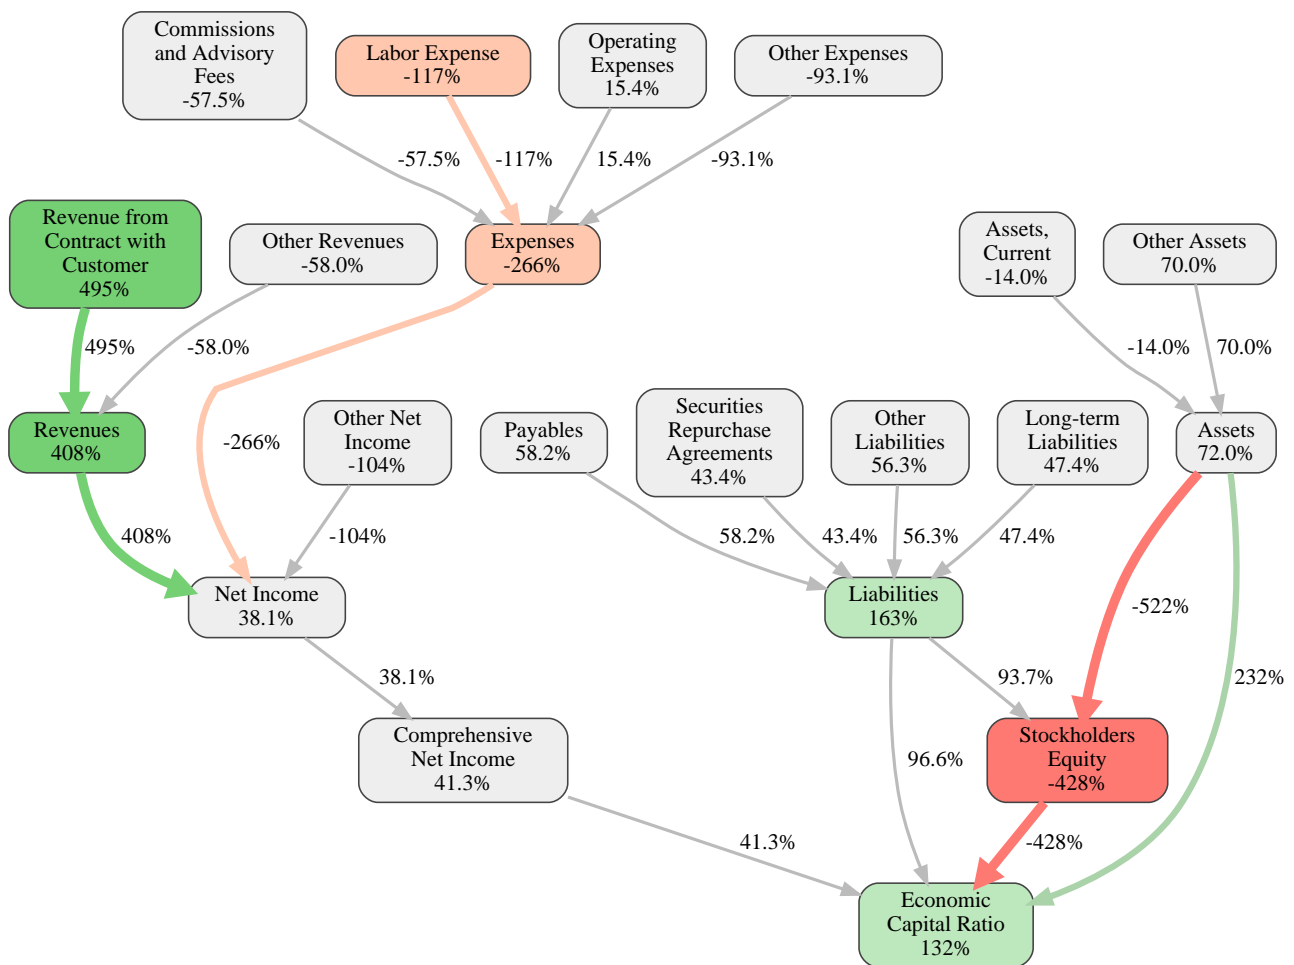 Commissions
and Advisory
Fees
-57.5%
Labor Expense
-117%
Operating
Expenses
15.4%
Other Expenses
-93.1%
-57.5%
-117%
15.4%
-93.1%
Revenue from
Contract with
Customer
495%
Other Revenues
-58.0%
Expenses
-266%
Assets,
Current
-14.0%
Other Assets
70.0%
495%
-58.0%
-14.0%
70.0%
Revenues
408%
-266%
Other Net
Income
-104%
Payables
58.2%
Securities
Repurchase
Agreements
43.4%
Other
Liabilities
56.3%
Long-term
Liabilities
47.4%
Assets
72.0%
408%
-104%
58.2%
43.4%
56.3%
47.4%
Net Income
38.1%
Liabilities
163%
-522%
232%
38.1%
93.7%
Comprehensive
Net Income
41.3%
96.6%
Stockholders
Equity
-428%
41.3%
-428%
Economic
Capital Ratio
132%